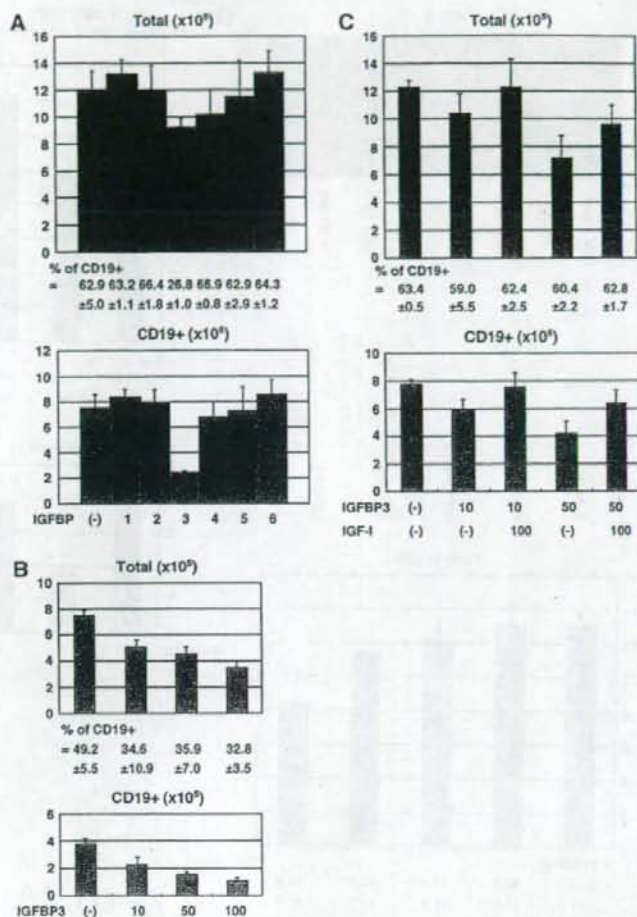 A
Total (x10⁵)
16
14
12
10
8
6
4
2
0
% of CD19+
= 62.9 63.2 66.4 26.8 66.9 62.9 64.3
±5.0 ±1.1 ±1.8 ±1.0 ±0.8 ±2.9 ±1.2
CD19+ (x10⁵)
12
10
8
6
4
2
0
IGFBP (-) 1 2 3 4 5 6
B
Total (x10⁵)
10
8
6
4
2
0
% of CD19+
= 49.2 34.6 35.9 32.8
±5.5 ±10.9 ±7.0 ±3.5
CD19+ (x10⁵)
6
4
2
0
IGFBP3 (-) 10 50 100
C
Total (x10⁵)
16
14
12
10
8
6
4
2
0
% of CD19+
= 63.4 59.0 62.4 60.4 62.8
±0.5 ±5.5 ±2.5 ±2.2 ±1.7
CD19+ (x10⁵)
10
8
6
4
2
0
IGFBP3 (-) 10 10 50 50
IGF-I (-) (-) 100 (-) 100